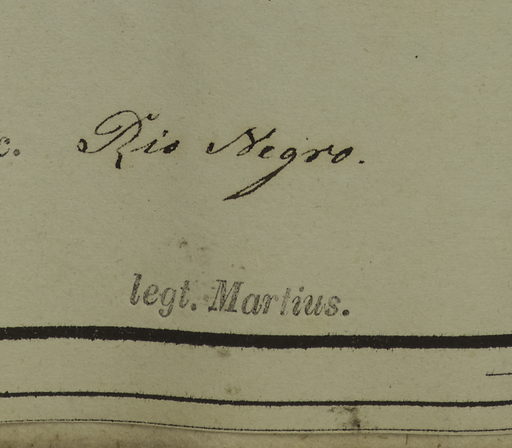 c. Rio Negro.
legt. Martius.